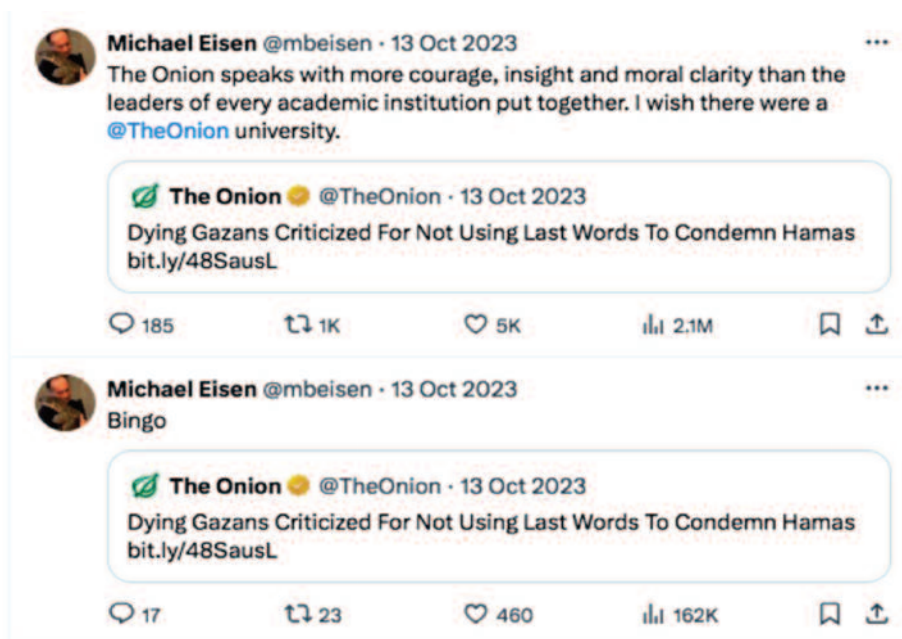 Michael Eisen @mbeisen · 13 Oct 2023
The Onion speaks with more courage, insight and moral clarity than the
leaders of every academic institution put together. I wish there were a
@TheOnion university.
The Onion @TheOnion · 13 Oct 2023
Dying Gazans Criticized For Not Using Last Words To Condemn Hamas
bit.ly/48SausL
185 1K 5K 2.1M
Michael Eisen @mbeisen · 13 Oct 2023
Bingo
The Onion @TheOnion · 13 Oct 2023
Dying Gazans Criticized For Not Using Last Words To Condemn Hamas
bit.ly/48SausL
17 23 460 162K